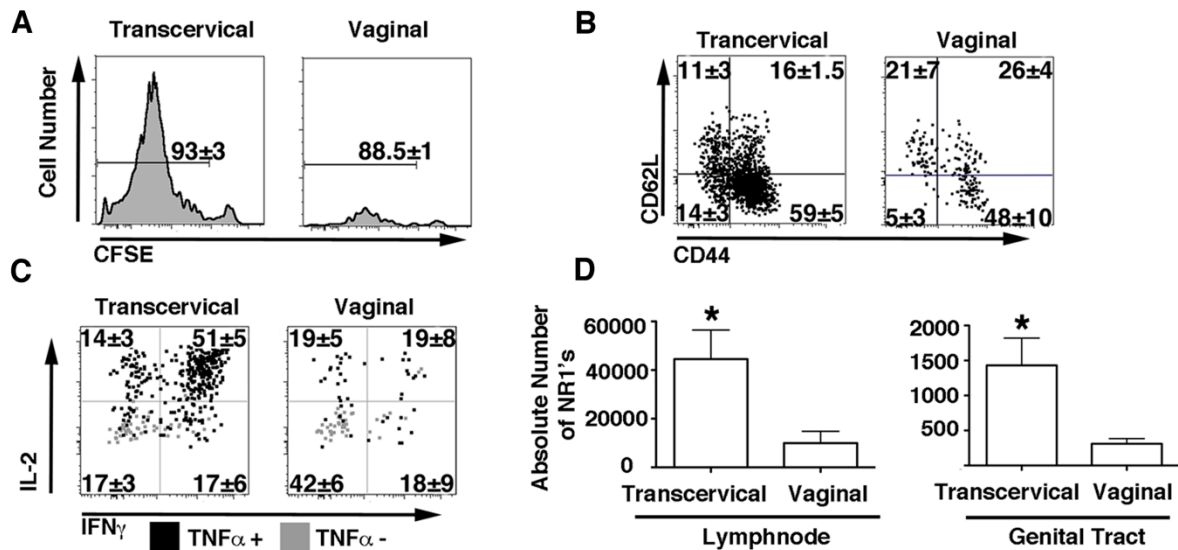 A
Transcervical
Vaginal
Cell Number
93±3
88.5±1
CFSE
B
Trancervical
Vaginal
CD62L
11±3
16±1.5
14±3
59±5
21±7
26±4
5±3
48±10
CD44
C
Transcervical
Vaginal
IL-2
14±3
51±5
17±3
17±6
19±5
19±8
42±6
18±9
IFNγ
TNFα +
TNFα -
D
Absolute Number
of NR1's
60000
40000
20000
0
*
Transcervical
Vaginal
Lymphnode
2000
1500
1000
500
*
Transcervical
Vaginal
Genital Tract